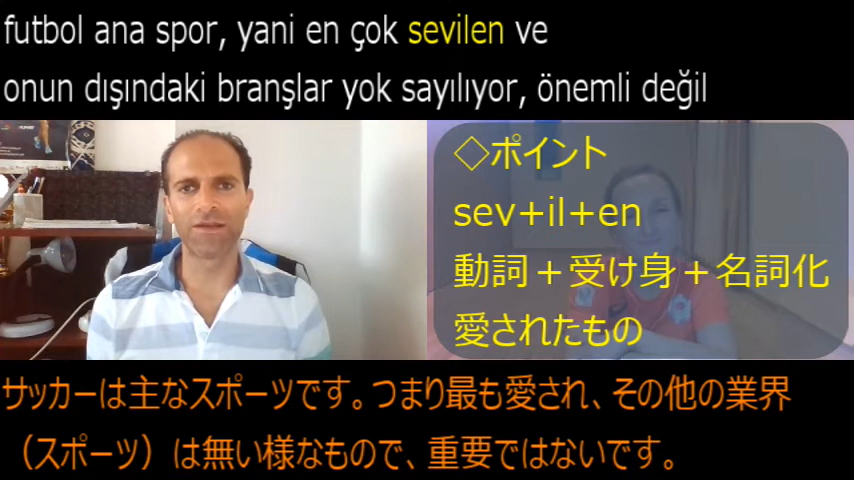 futbol ana spor, yani en çok sevilen ve
onun dışındaki branşlar yok sayılıyor, önemli değil
◇ポイント
sev+il+en
動詞＋受け身＋名詞化
愛されたもの
サッカーは主なスポーツです。つまり最も愛され、その他の業界
（スポーツ）は無い様なもので、重要ではないです。